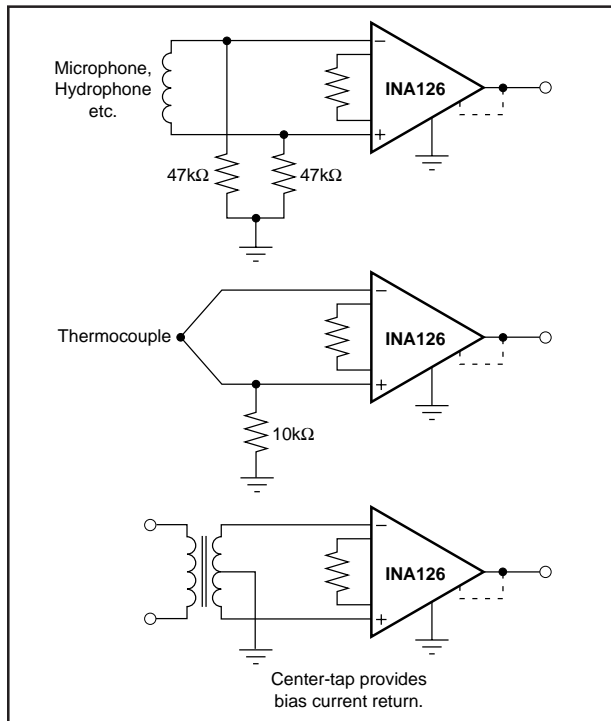 Microphone,
Hydrophone
etc.
−
INA126
+
47kΩ 47kΩ
−
Thermocouple
INA126
+
10kΩ
−
INA126
+
Center-tap provides
bias current return.